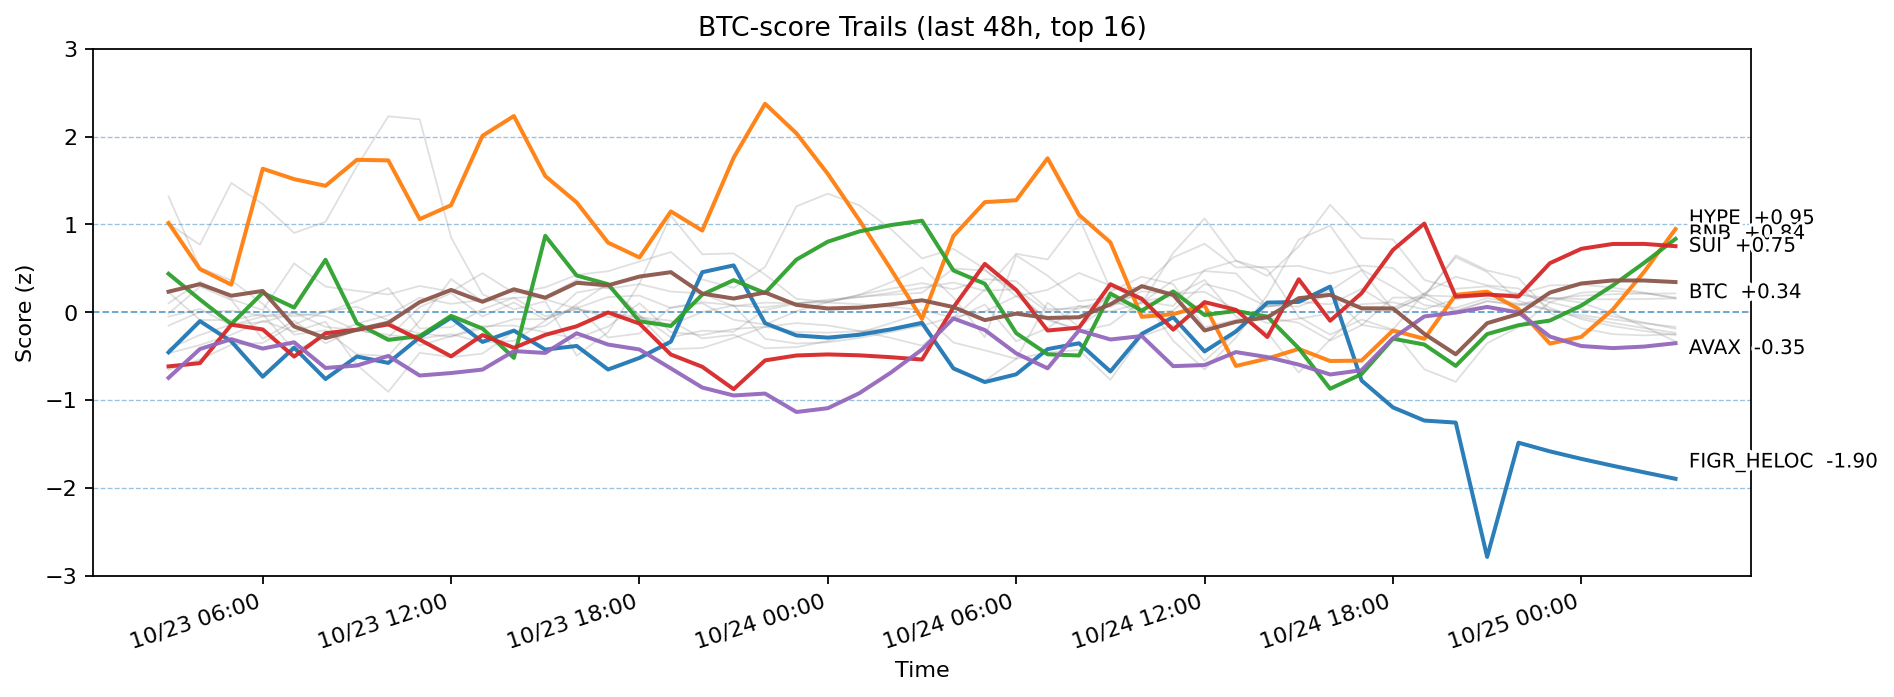 BTC-score Trails (last 48h, top 16)
Score (z)
3
2
1
0
−1
−2
−3
HYPE +0.95
BNB +0.84
SUI +0.75
BTC +0.34
AVAX -0.35
FIGR_HELOC -1.90
10/23 06:00
10/23 12:00
10/23 18:00
10/24 00:00
10/24 06:00
10/24 12:00
10/24 18:00
10/25 00:00
Time